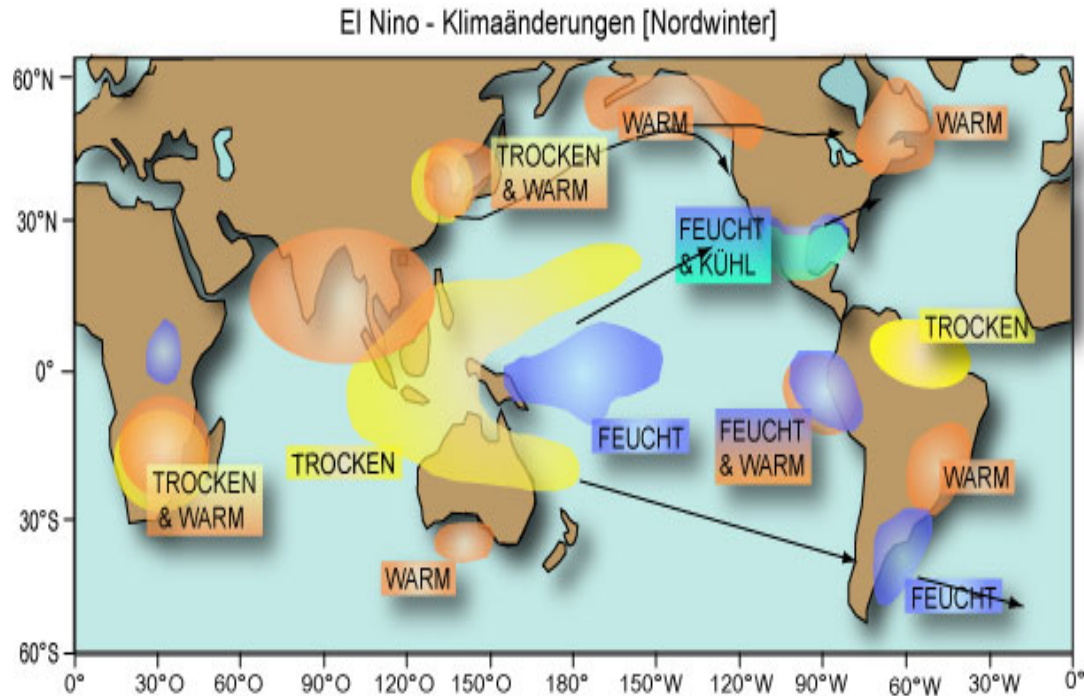 El Nino - Klimaänderungen [Nordwinter]
60°N
30°N
0°
30°S
60°S
WARM
WARM
TROCKEN
& WARM
FEUCHT
& KÜHL
TROCKEN
TROCKEN
FEUCHT
FEUCHT
& WARM
TROCKEN
& WARM
WARM
WARM
FEUCHT
0° 30°O 60°O 90°O 120°O 150°O 180° 150°W 120°W 90°W 60°W 30°W 0°